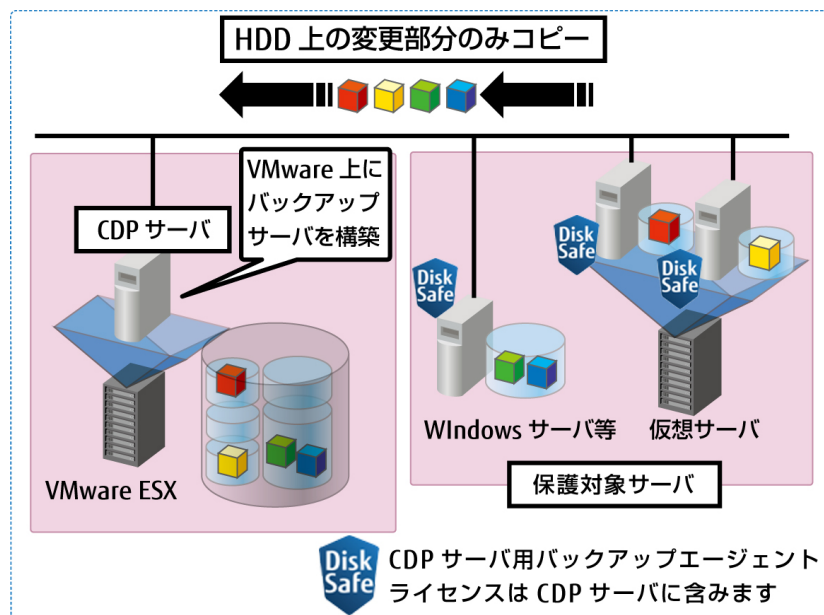 HDD 上の変更部分のみコピー
VMware 上に
バックアップ
サーバを構築
CDP サーバ
Disk
Safe
Disk
Safe
Disk
Safe
WIndows サーバ等
仮想サーバ
VMware ESX
保護対象サーバ
Disk
Safe
CDP サーバ用バックアップエージェント
ライセンスは CDP サーバに含みます